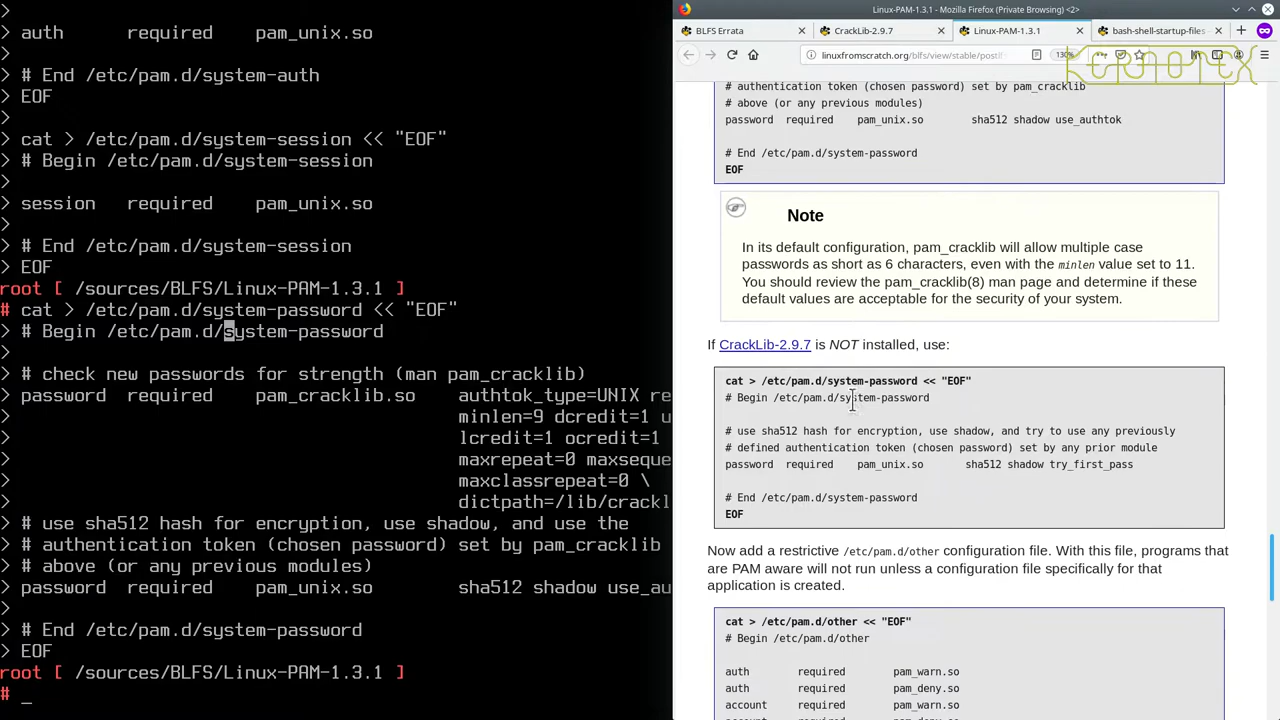 >
> auth     required    pam_unix.so
>
> # End /etc/pam.d/system-auth
> EOF
>
> cat > /etc/pam.d/system-session << "EOF"
> # Begin /etc/pam.d/system-session
>
> session   required    pam_unix.so
>
> # End /etc/pam.d/system-session
> EOF
root [ /sources/BLFS/Linux-PAM-1.3.1 ]
# cat > /etc/pam.d/system-password << "EOF"
> # Begin /etc/pam.d/system-password
>
> # check new passwords for strength (man pam_cracklib)
> password  required    pam_cracklib.so    authtok_type=UNIX re
>                                          minlen=9 dcredit=1 u
>                                          lcredit=1 ocredit=1
>                                          maxrepeat=0 maxseque
>                                          maxclassrepeat=0 \
>                                          dictpath=/lib/crackl
> # use sha512 hash for encryption, use shadow, and use the
> # authentication token (chosen password) set by pam_cracklib
> # above (or any previous modules)
> password  required    pam_unix.so        sha512 shadow use_au
>
> # End /etc/pam.d/system-password
> EOF
root [ /sources/BLFS/Linux-PAM-1.3.1 ]
# _
Linux-PAM-1.3.1 - Mozilla Firefox (Private Browsing) <2>
BLFS Errata
CrackLib-2.9.7
Linux-PAM-1.3.1
bash-shell-startup-files
linuxfromscratch.org/blfs/view/stable/postlf
130%
KERNOTEX
# authentication token (chosen password) set by pam_cracklib
# above (or any previous modules)
password  required    pam_unix.so        sha512 shadow use_authtok
# End /etc/pam.d/system-password
EOF
Note
In its default configuration, pam_cracklib will allow multiple case
passwords as short as 6 characters, even with the minlen value set to 11.
You should review the pam_cracklib(8) man page and determine if these
default values are acceptable for the security of your system.
If CrackLib-2.9.7 is NOT installed, use:
cat > /etc/pam.d/system-password << "EOF"
# Begin /etc/pam.d/system-password
# use sha512 hash for encryption, use shadow, and try to use any previously
# defined authentication token (chosen password) set by any prior module
password  required    pam_unix.so       sha512 shadow try_first_pass
# End /etc/pam.d/system-password
EOF
Now add a restrictive /etc/pam.d/other configuration file. With this file, programs that
are PAM aware will not run unless a configuration file specifically for that
application is created.
cat > /etc/pam.d/other << "EOF"
# Begin /etc/pam.d/other
auth        required        pam_warn.so
auth        required        pam_deny.so
account     required        pam_warn.so